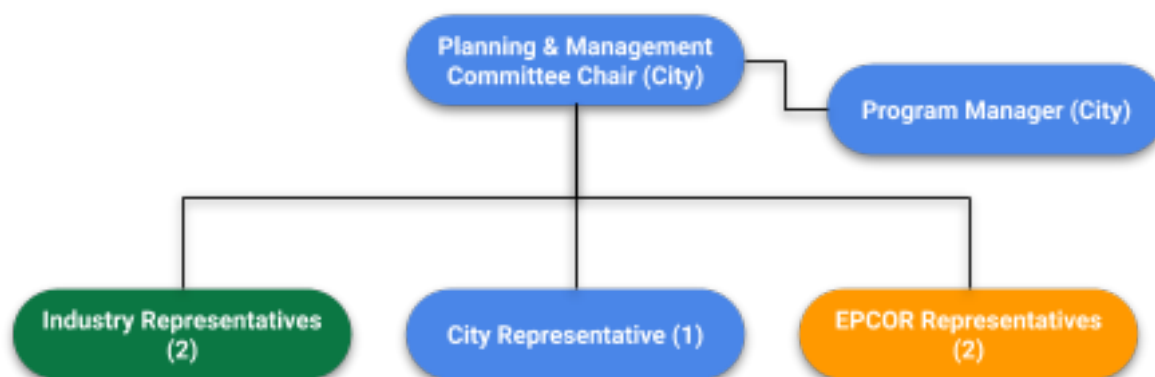 Planning & Management
Committee Chair (City)
Program Manager (City)
Industry Representatives
(2)
City Representative (1)
EPCOR Representatives
(2)